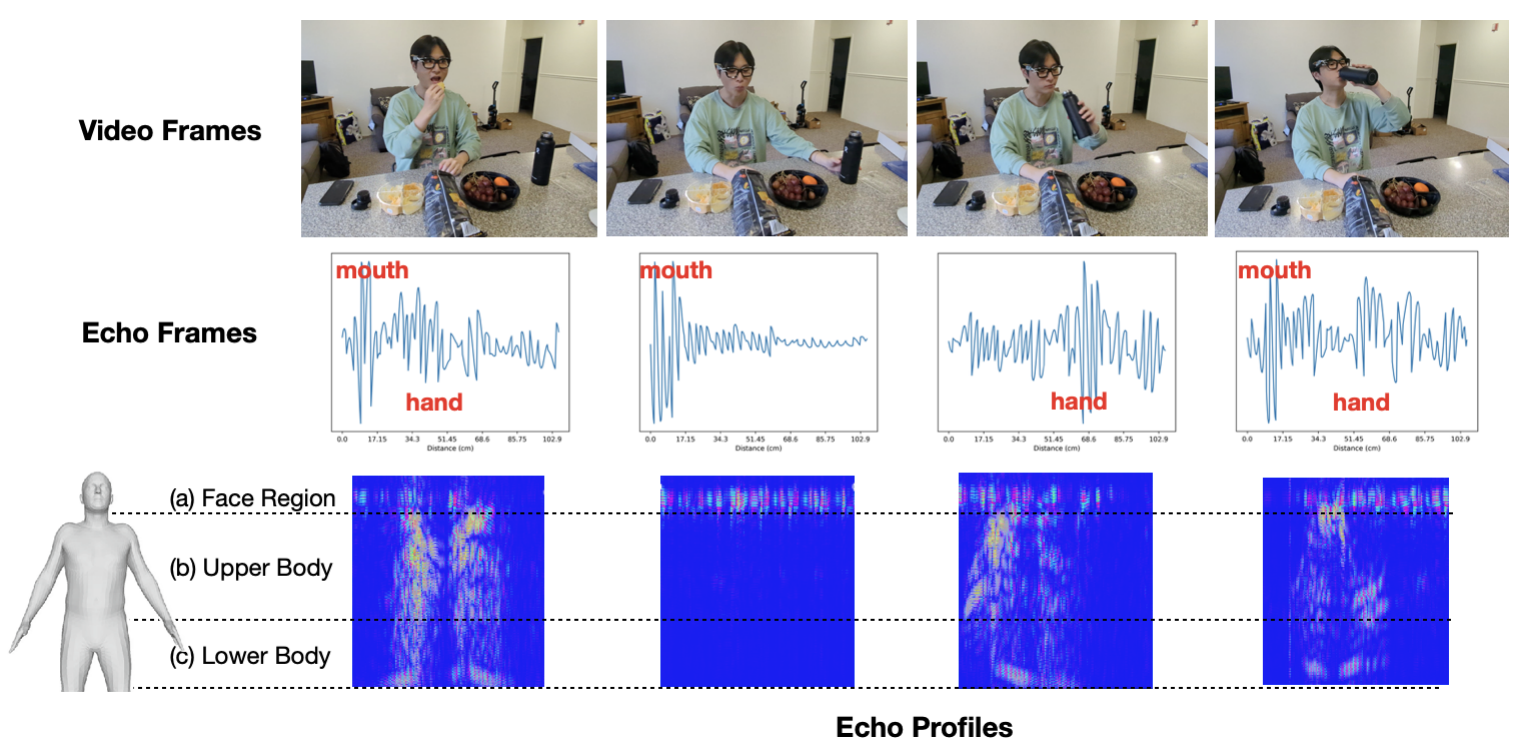 Video Frames
Echo Frames
mouth
hand
0.0 17.15 34.3 51.45 68.6 85.75 102.9
Distance (cm)
mouth
0.0 17.15 34.3 51.45 68.6 85.75 102.9
Distance (cm)
hand
0.0 17.15 34.3 51.45 68.6 85.75 102.9
Distance (cm)
mouth
hand
0.0 17.15 34.3 51.45 68.6 85.75 102.9
Distance (cm)
(a) Face Region
(b) Upper Body
(c) Lower Body
Echo Profiles